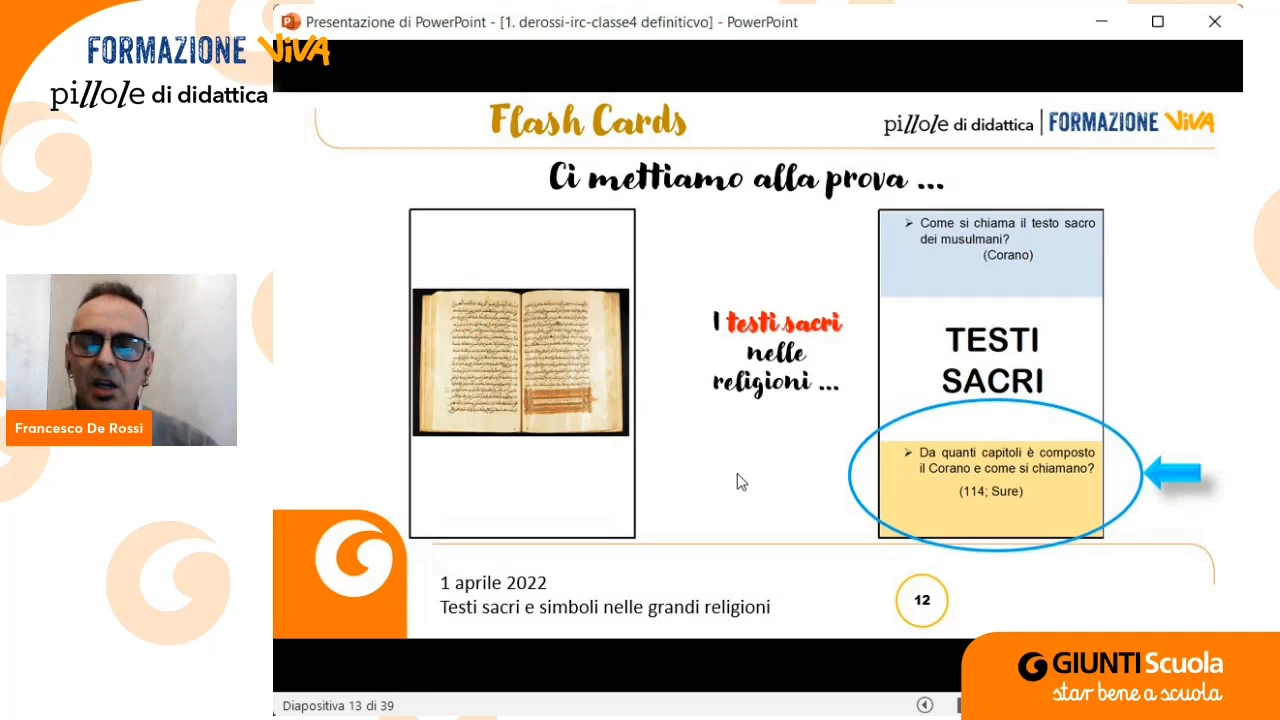 Presentazione di PowerPoint - [1. derossi-irc-classe4 definiticvo] - PowerPoint
FORMAZIONE VIVA
pillole di didattica
Flash Cards
pillole di didattica | FORMAZIONE VIVA
Ci mettiamo alla prova ...
➢ Come si chiama il testo sacro
dei musulmani?
(Corano)
I testi sacri
nelle
religioni ...
TESTI
SACRI
➢ Da quanti capitoli è composto
il Corano e come si chiamano?
(114; Sure)
Francesco De Rossi
1 aprile 2022
Testi sacri e simboli nelle grandi religioni
12
GIUNTI Scuola
star bene a scuola
Diapositiva 13 di 39